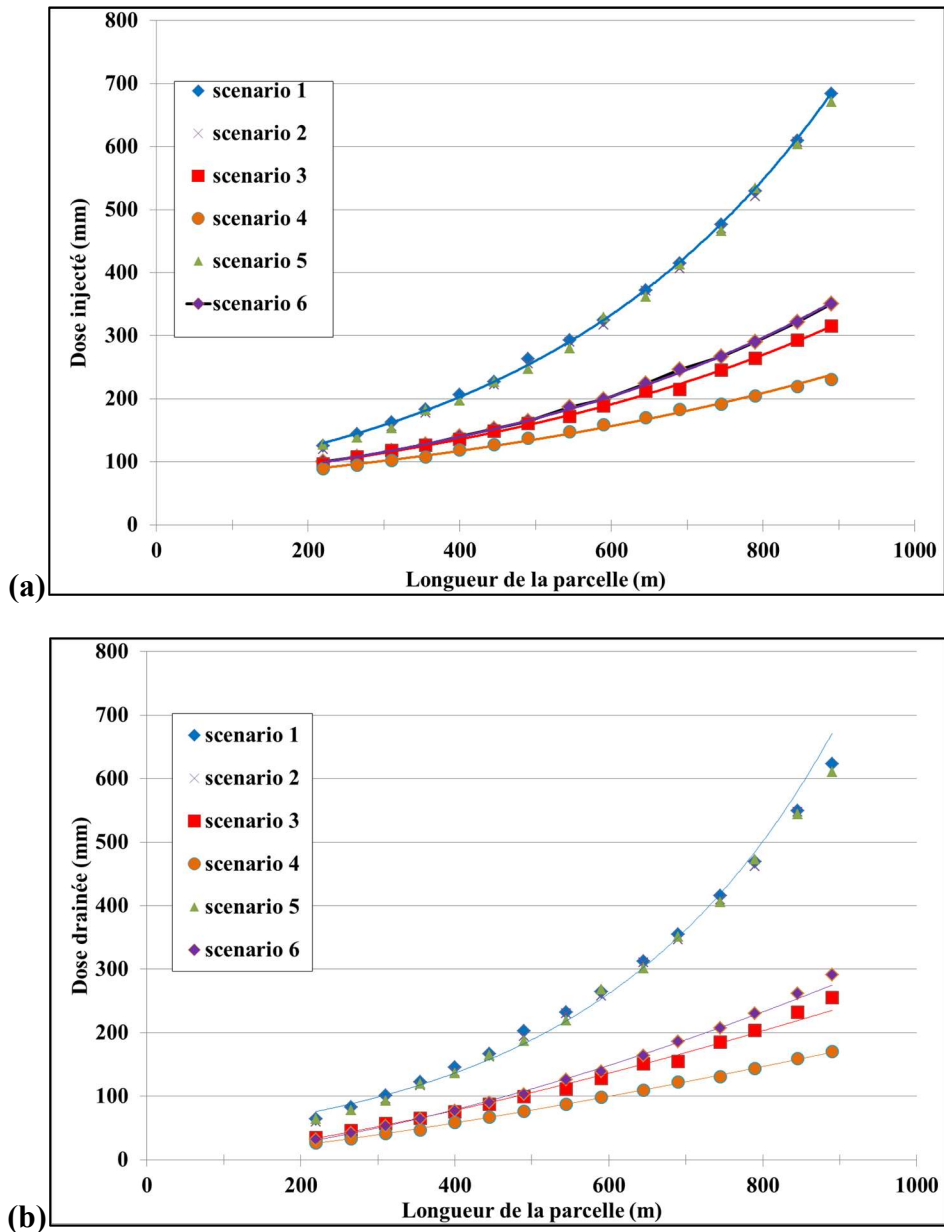 800
700
600
500
400
300
200
100
0
Dose injecté (mm)
scenario 1
scenario 2
scenario 3
scenario 4
scenario 5
scenario 6
0
200
400
600
800
1000
Longueur de la parcelle (m)
(a)
800
700
600
500
400
300
200
100
0
Dose drainée (mm)
scenario 1
scenario 2
scenario 3
scenario 4
scenario 5
scenario 6
0
200
400
600
800
1000
Longueur de la parcelle (m)
(b)